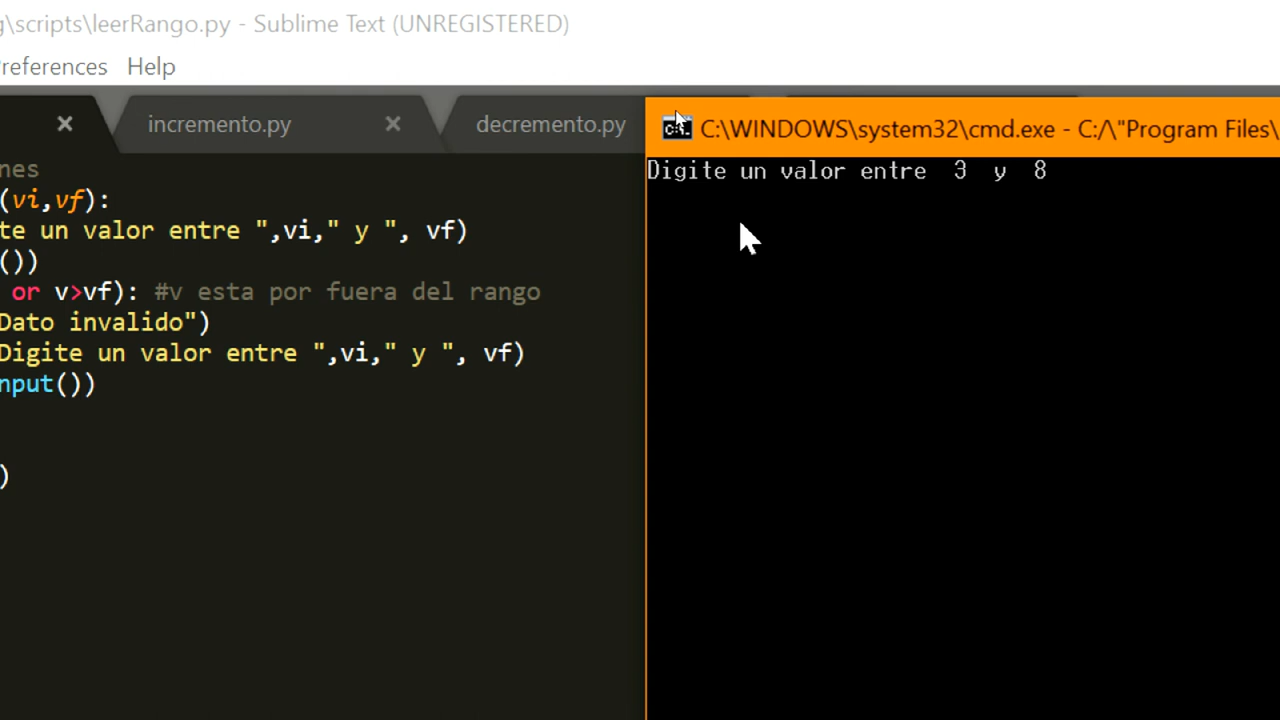 g\scripts\leerRango.py - Sublime Text (UNREGISTERED)
references Help
incremento.py
decremento.py
C:\WINDOWS\system32\cmd.exe - C:/\"Program Files\
nes
(vi,vf):
te un valor entre ",vi," y ", vf)
())
or v>vf): #v esta por fuera del rango
Dato invalido")
Digite un valor entre ",vi," y ", vf)
nput())
)
Digite un valor entre  3  y  8